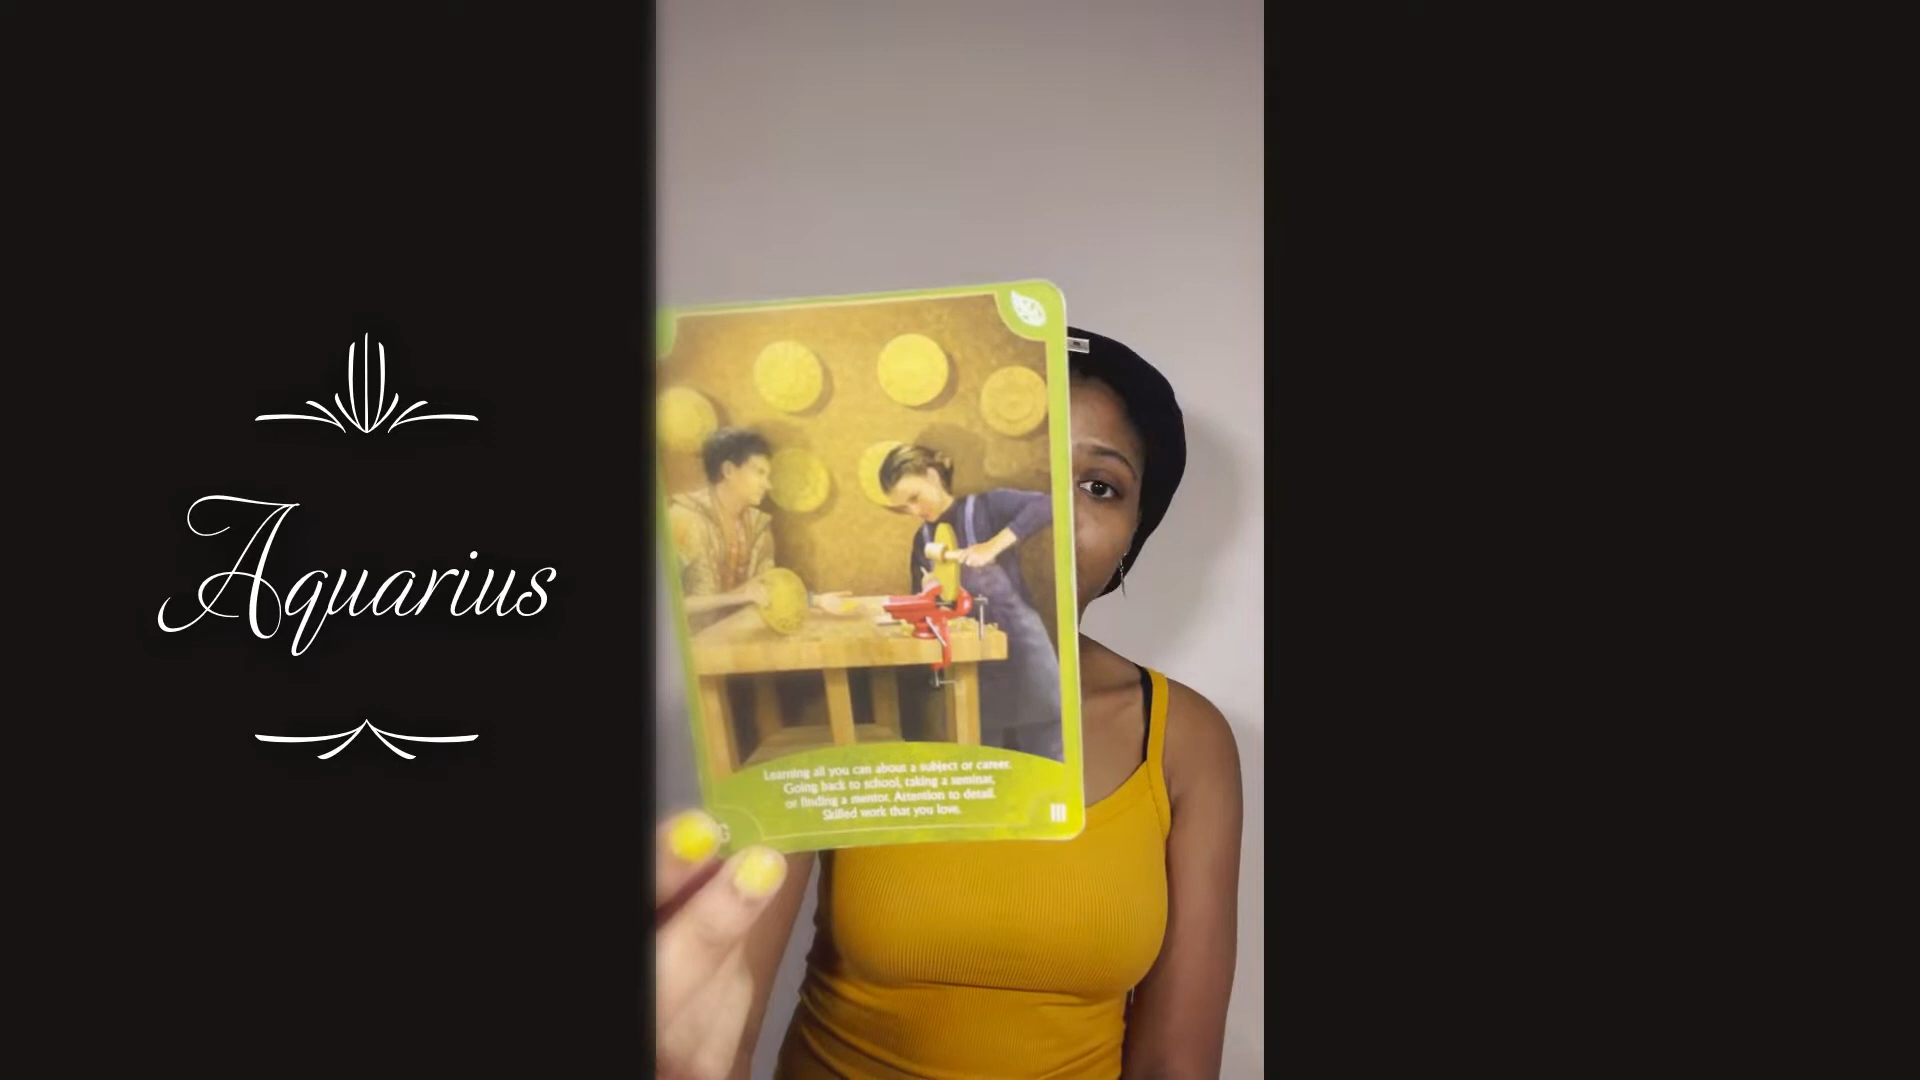 Aquarius
Learning all you can about a subject or career.
Going back to school, taking a seminar,
or finding a mentor. Attention to detail.
Skilled work that you love.
III